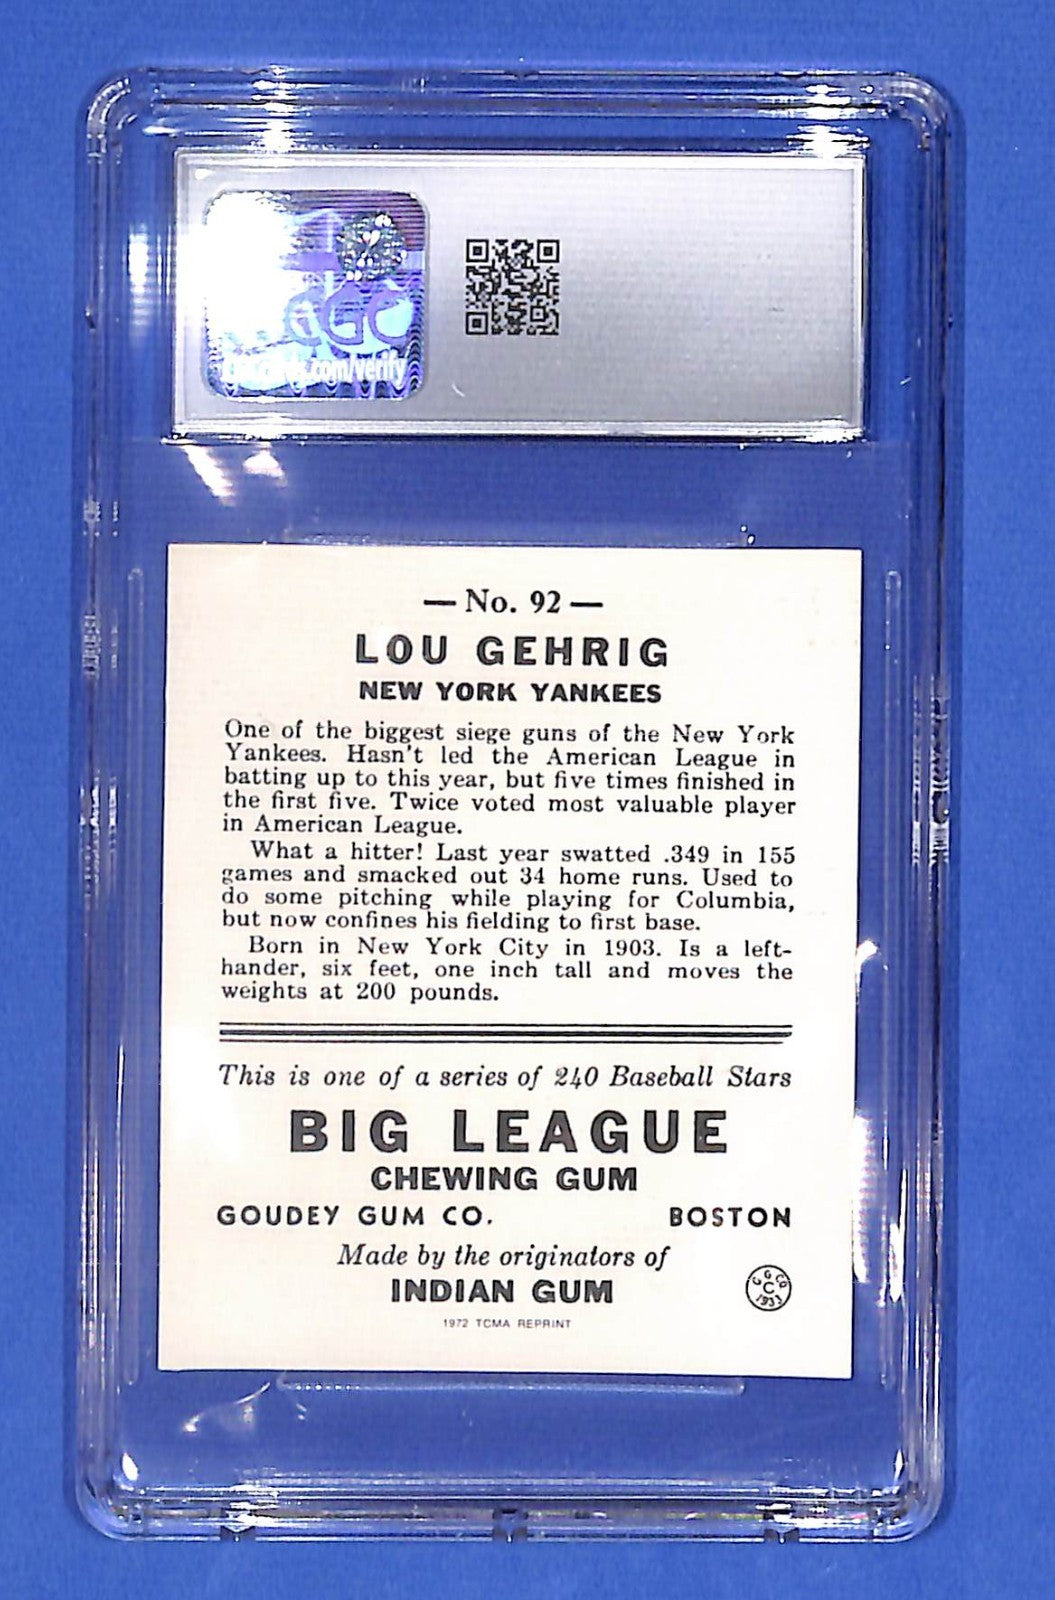 CGC
.com/verify
— No. 92 —
LOU GEHRIG
NEW YORK YANKEES
One of the biggest siege guns of the New York
Yankees. Hasn't led the American League in
batting up to this year, but five times finished in
the first five. Twice voted most valuable player
in American League.
What a hitter! Last year swatted .349 in 155
games and smacked out 34 home runs. Used to
do some pitching while playing for Columbia,
but now confines his fielding to first base.
Born in New York City in 1903. Is a left-
hander, six feet, one inch tall and moves the
weights at 200 pounds.
This is one of a series of 240 Baseball Stars
BIG LEAGUE
CHEWING GUM
GOUDEY GUM CO. BOSTON
Made by the originators of
INDIAN GUM
G G CO
C
1933
1972 TCMA REPRINT